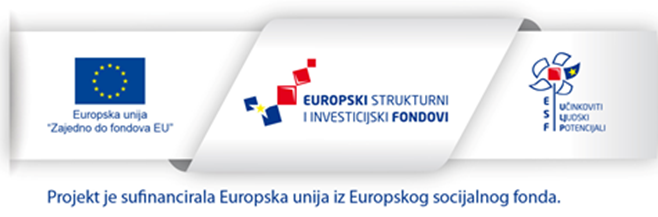 Europska unija
“Zajedno do fondova EU”
EUROPSKI STRUKTURNI
I INVESTICIJSKI FONDOVI
ESF
UČINKOVITI
LJUDSKI
POTENCIJALI
Projekt je sufinancirala Europska unija iz Europskog socijalnog fonda.